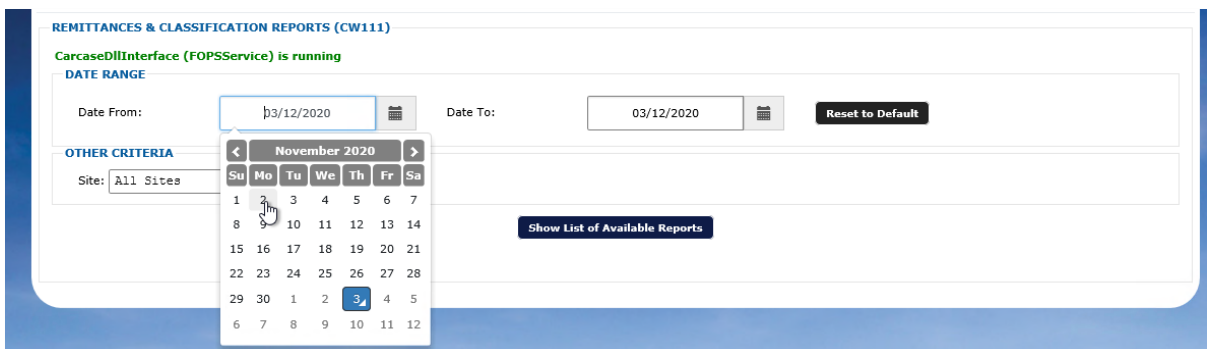 REMITTANCES & CLASSIFICATION REPORTS (CW111)
CarcaseDllInterface (FOPSService) is running
DATE RANGE
Date From: 03/12/2020 Date To: 03/12/2020 Reset to Default
OTHER CRITERIA
Site: All Sites
November 2020
Su Mo Tu We Th Fr Sa
1 2 3 4 5 6 7
8 9 10 11 12 13 14
15 16 17 18 19 20 21
22 23 24 25 26 27 28
29 30 1 2 3 4 5
6 7 8 9 10 11 12
Show List of Available Reports